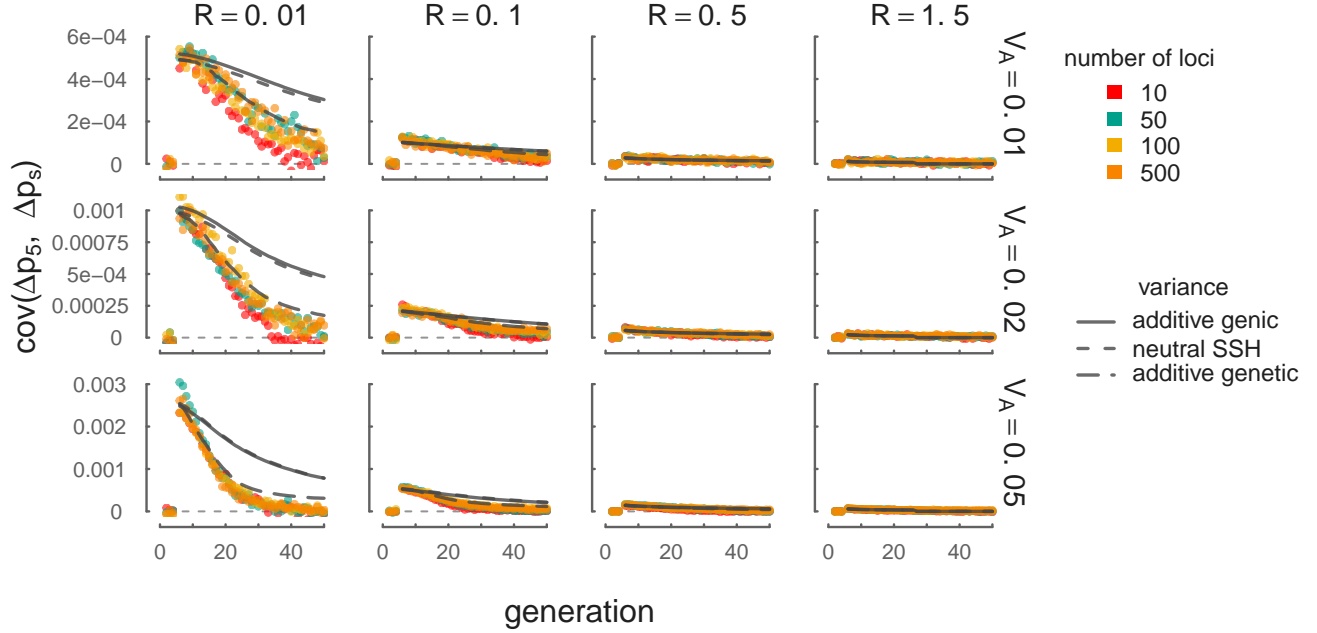 R = 0. 01 R = 0. 1 R = 0. 5 R = 1. 5
6e−04
4e−04
2e−04
0
V_A = 0. 01
0.001
0.00075
5e−04
0.00025
0
V_A = 0. 02
0.003
0.002
0.001
0
V_A = 0. 05
0 20 40 0 20 40 0 20 40 0 20 40
cov(Δp₅, Δpₛ)
generation
number of loci
10
50
100
500
variance
additive genic
neutral SSH
additive genetic